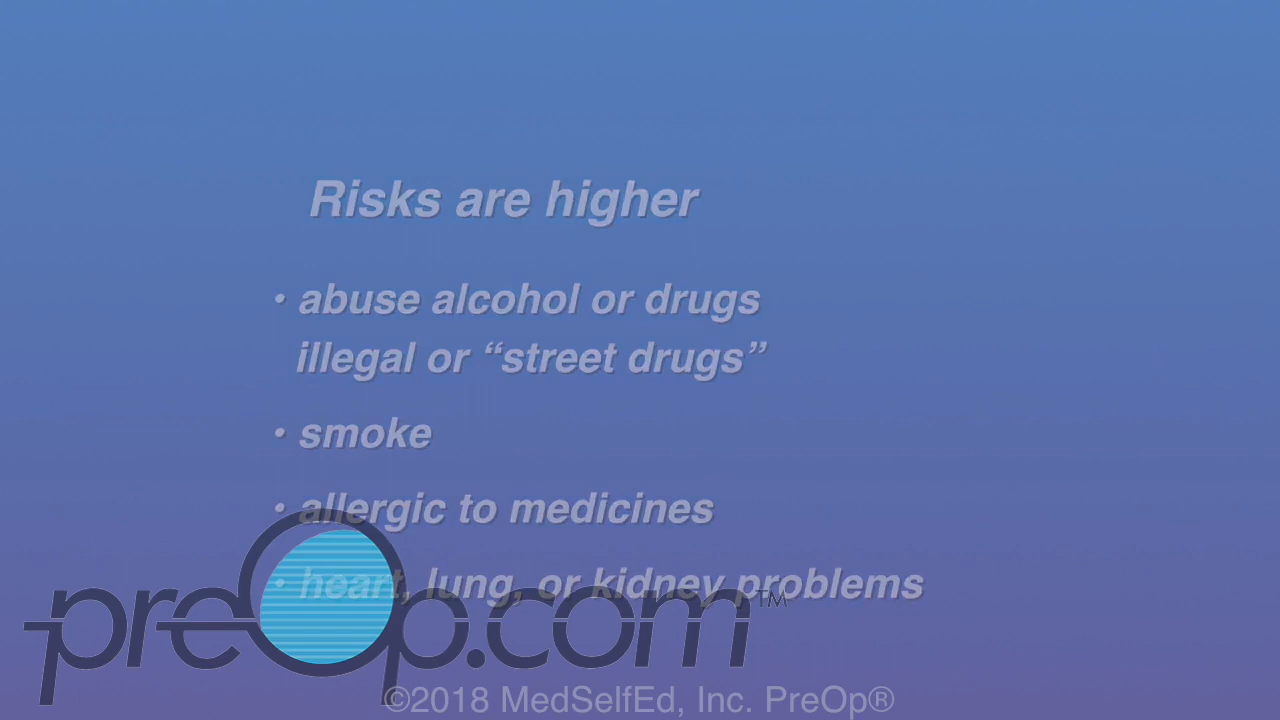 Risks are higher
• abuse alcohol or drugs
illegal or “street drugs”
• smoke
• allergic to medicines
• heart, lung, or kidney problems
preOp.com™
©2018 MedSelfEd, Inc. PreOp®